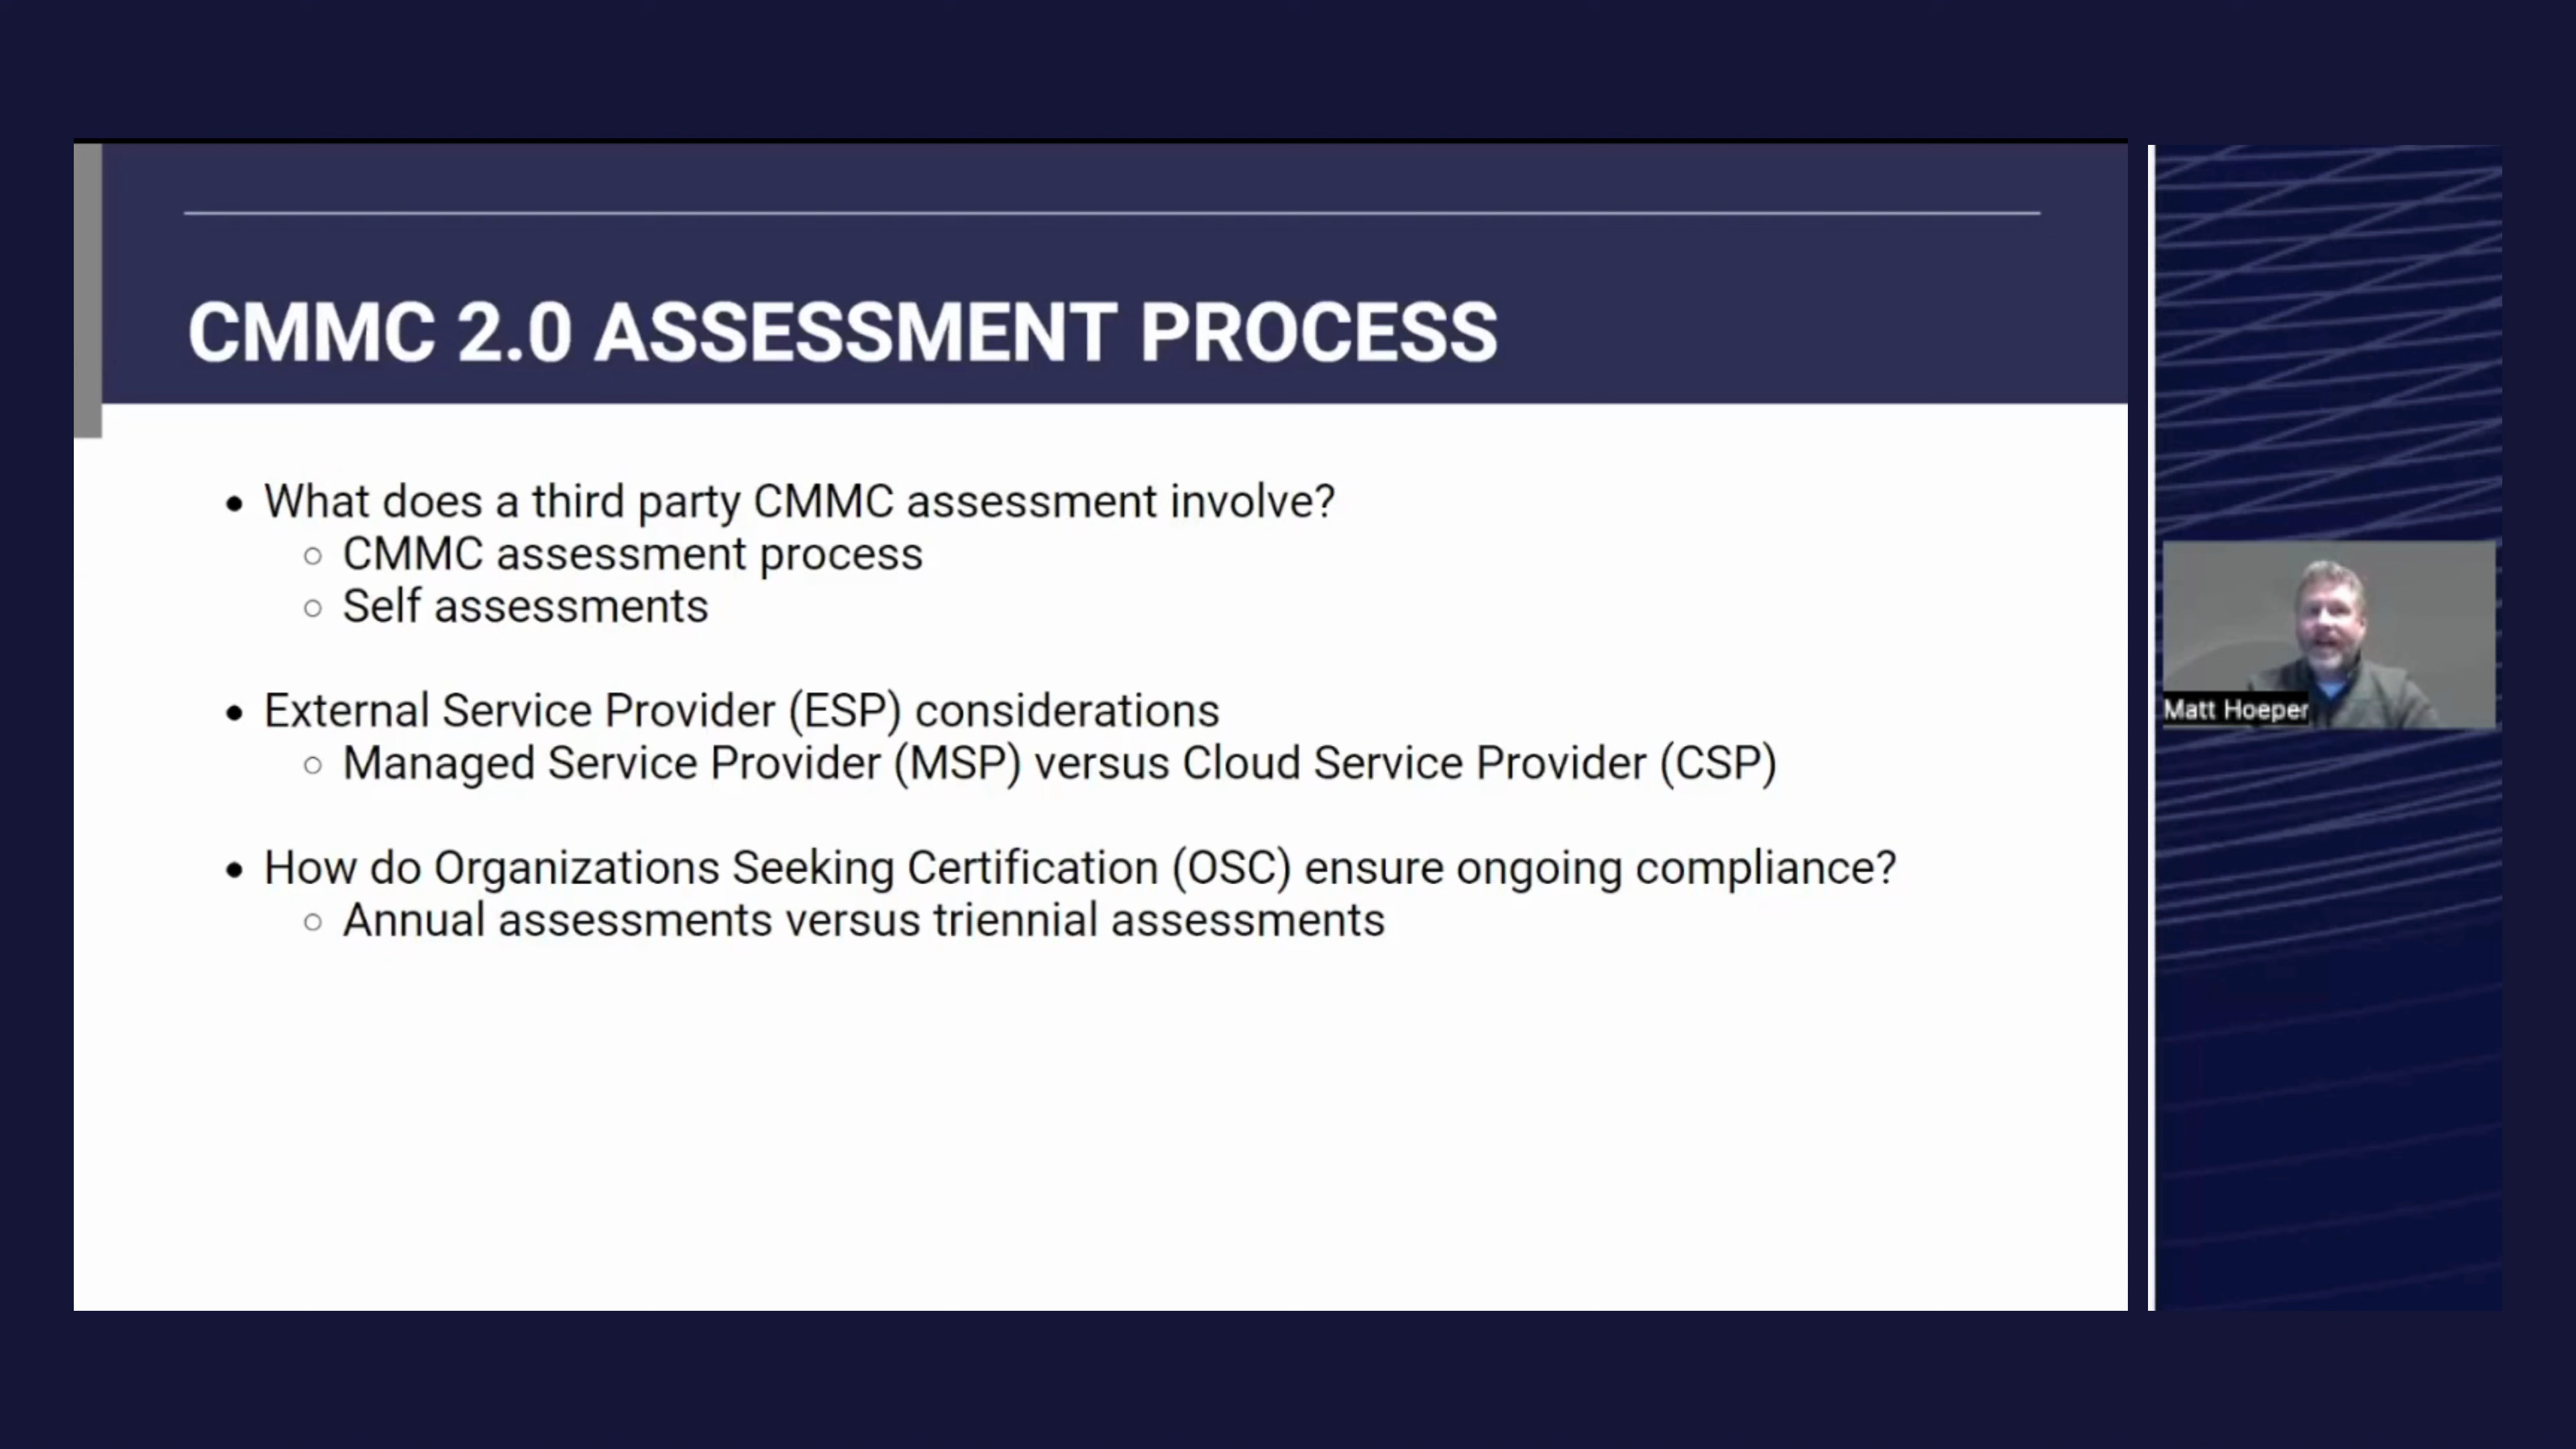 CMMC 2.0 ASSESSMENT PROCESS
• What does a third party CMMC assessment involve?
○ CMMC assessment process
○ Self assessments
• External Service Provider (ESP) considerations
○ Managed Service Provider (MSP) versus Cloud Service Provider (CSP)
• How do Organizations Seeking Certification (OSC) ensure ongoing compliance?
○ Annual assessments versus triennial assessments
Matt Hoeper